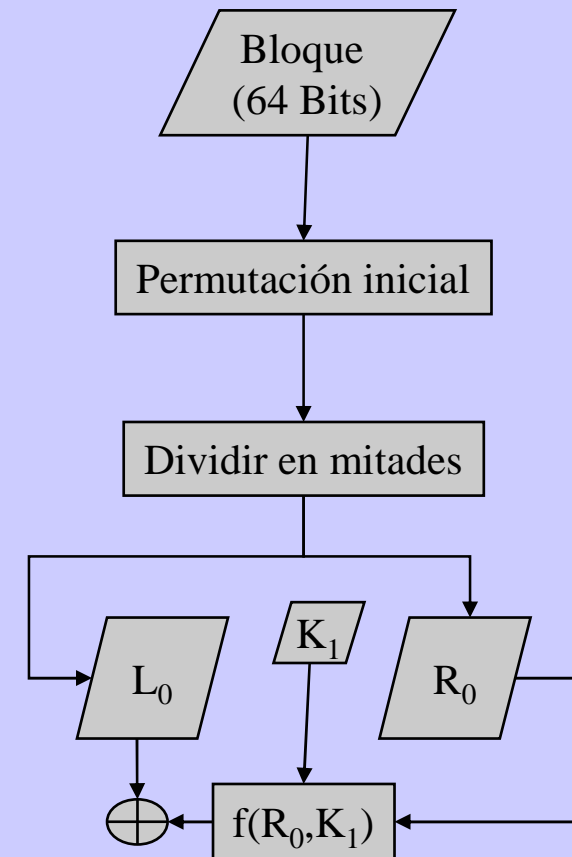 Bloque
(64 Bits)
Permutación inicial
Dividir en mitades
L₀
K₁
R₀
f(R₀,K₁)